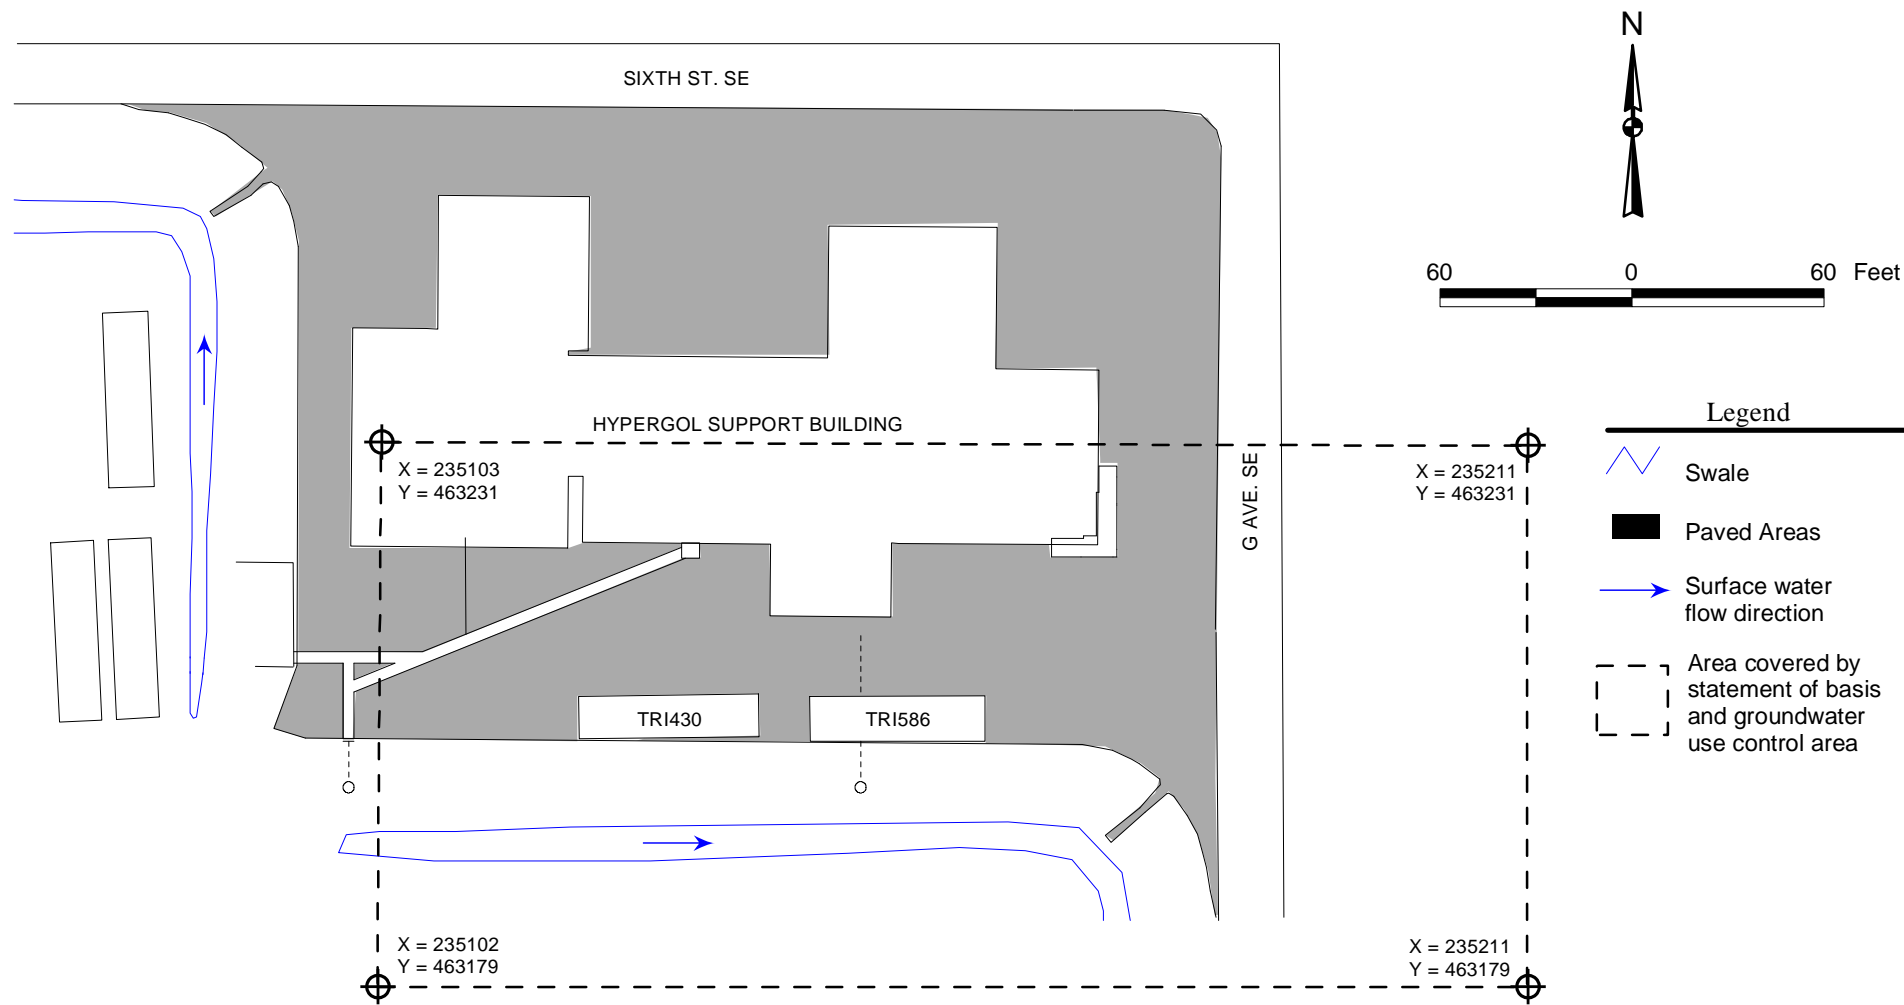 N
SIXTH ST. SE
60 0 60 Feet
HYPERGOL SUPPORT BUILDING
X = 235103
Y = 463231
X = 235211
Y = 463231
G AVE. SE
Legend
Swale
Paved Areas
Surface water
flow direction
Area covered by
statement of basis
and groundwater
use control area
TRI430
TRI586
X = 235102
Y = 463179
X = 235211
Y = 463179